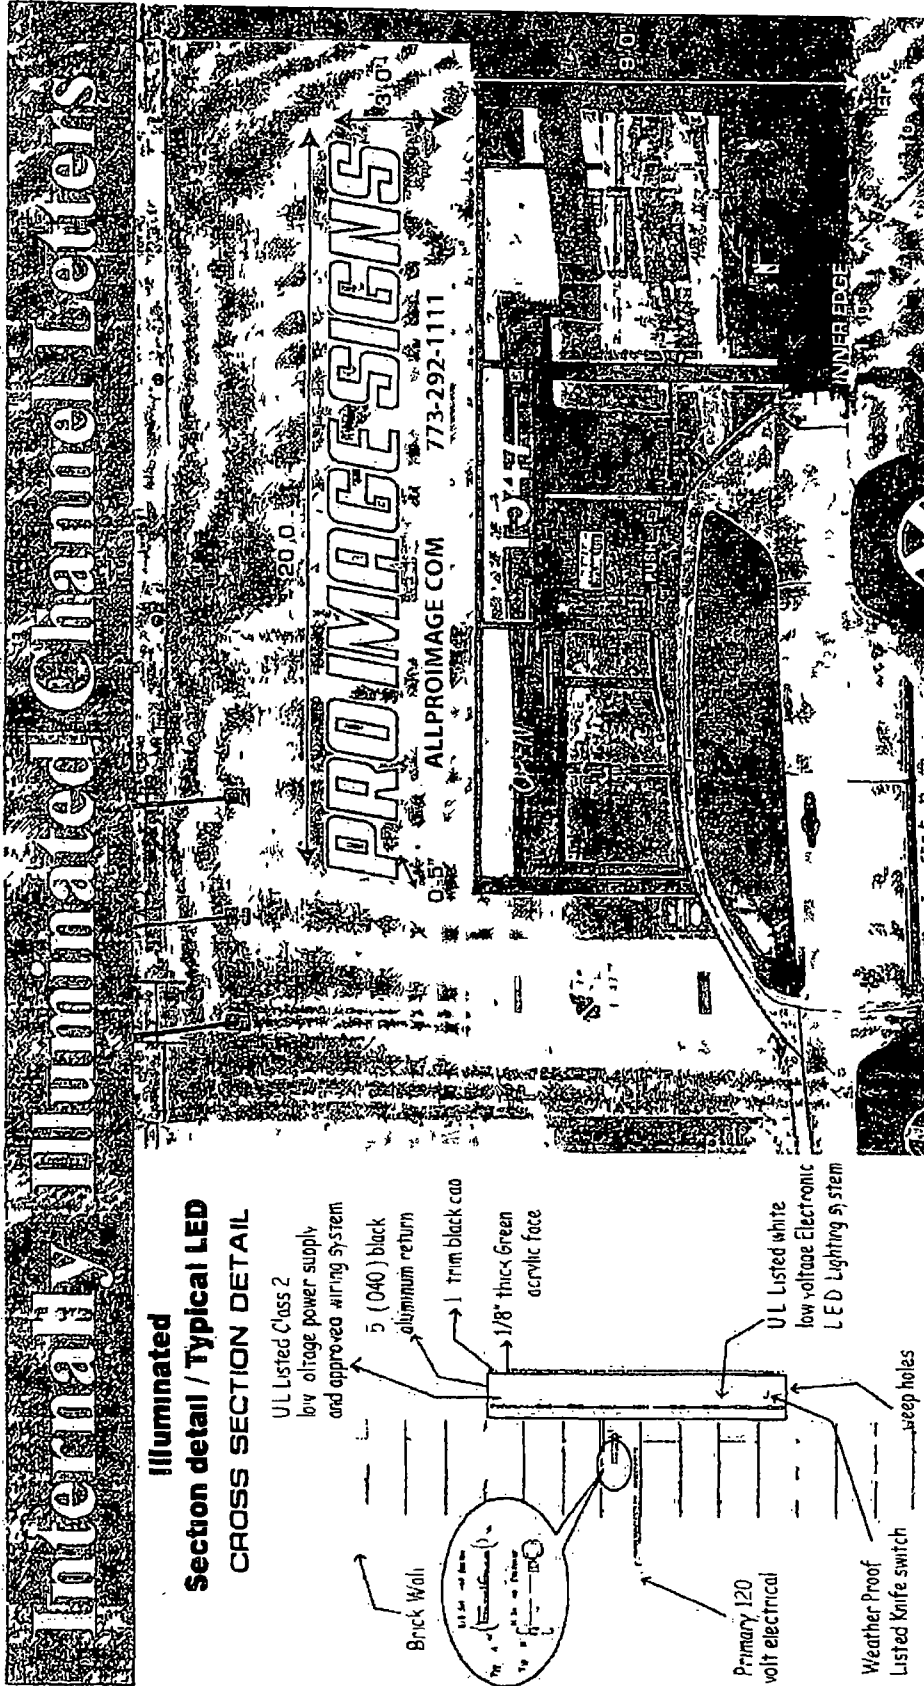 Internally Illuminated Channel Letters
Illuminated
Section detail / Typical LED
CROSS SECTION DETAIL
UL Listed Class 2
low oltage power supply
and approved wiring system
5 (040) black
aluminum return
1 trim black cap
1/8" thick Green
acrylic face
Brick Wall
Primary 120
volt electrical
Weather Proof
Listed Knife switch
UL Listed white
low voltage Electronic
LED Lighting system
weep holes
20 0
3 0
PRO IMAGE SIGNS
0 5"
ALLPROIMAGE COM 773-292-1111
9 0
OPEN
INNER EDGE